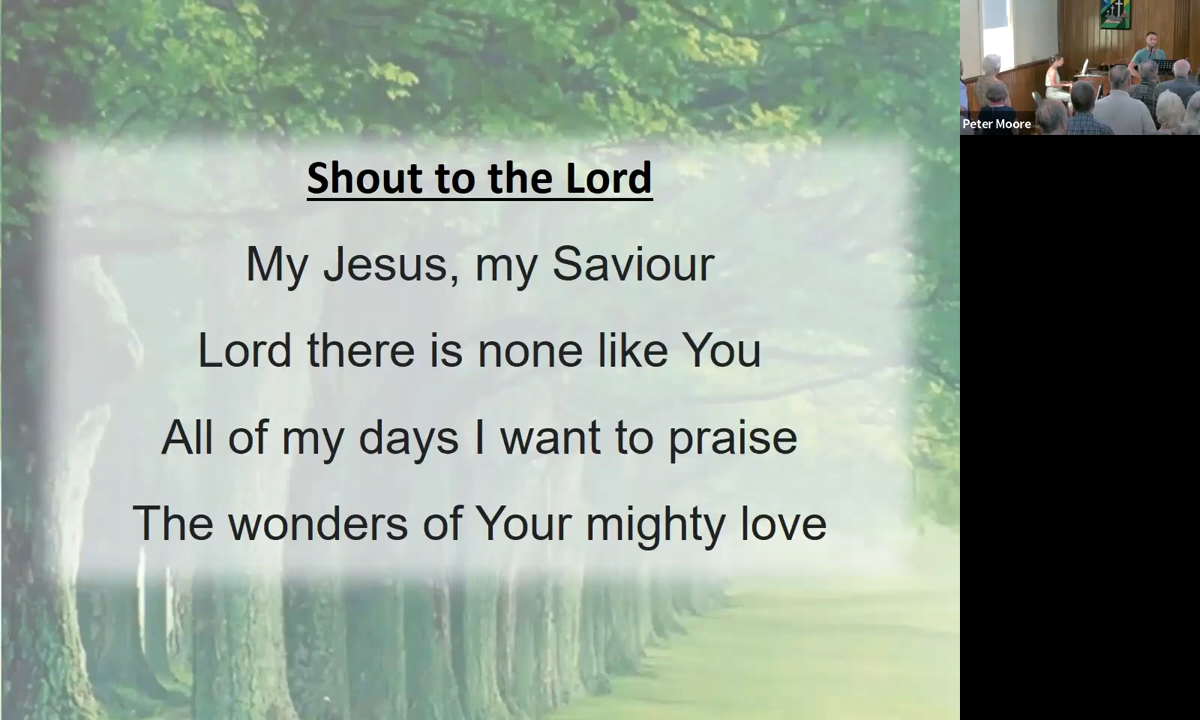 Shout to the Lord
My Jesus, my Saviour
Lord there is none like You
All of my days I want to praise
The wonders of Your mighty love
Peter Moore